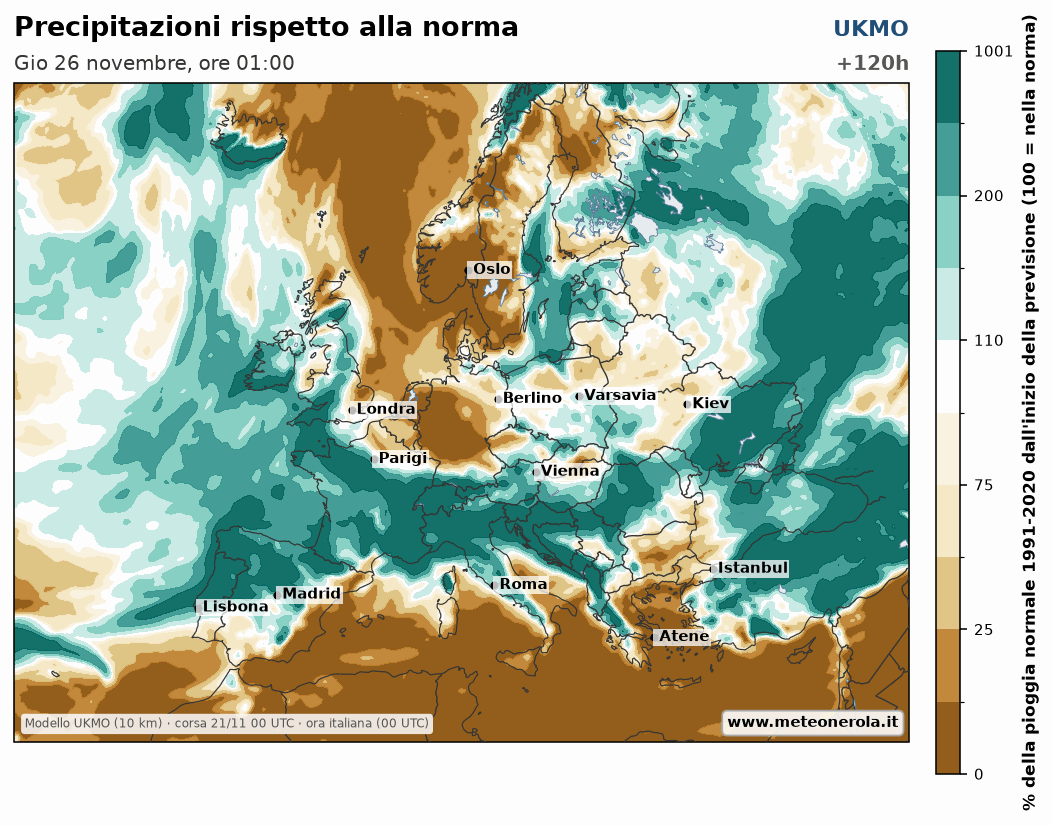 Precipitazioni rispetto alla norma
UKMO
Gio 26 novembre, ore 01:00
+120h
Oslo
Londra
Berlino
Varsavia
Kiev
Parigi
Vienna
Istanbul
Roma
Madrid
Lisbona
Atene
Modello UKMO (10 km) · corsa 21/11 00 UTC · ora italiana (00 UTC)
www.meteonerola.it
1001
200
110
75
25
0
% della pioggia normale 1991-2020 dall'inizio della previsione (100 = nella norma)